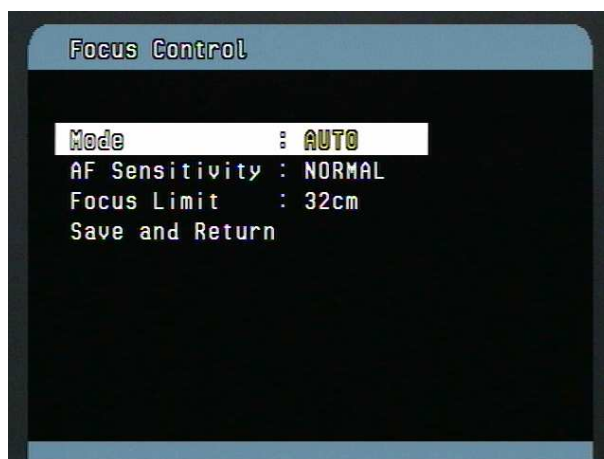 Focus Control
Mode : AUTO
AF Sensitivity : NORMAL
Focus Limit : 32cm
Save and Return